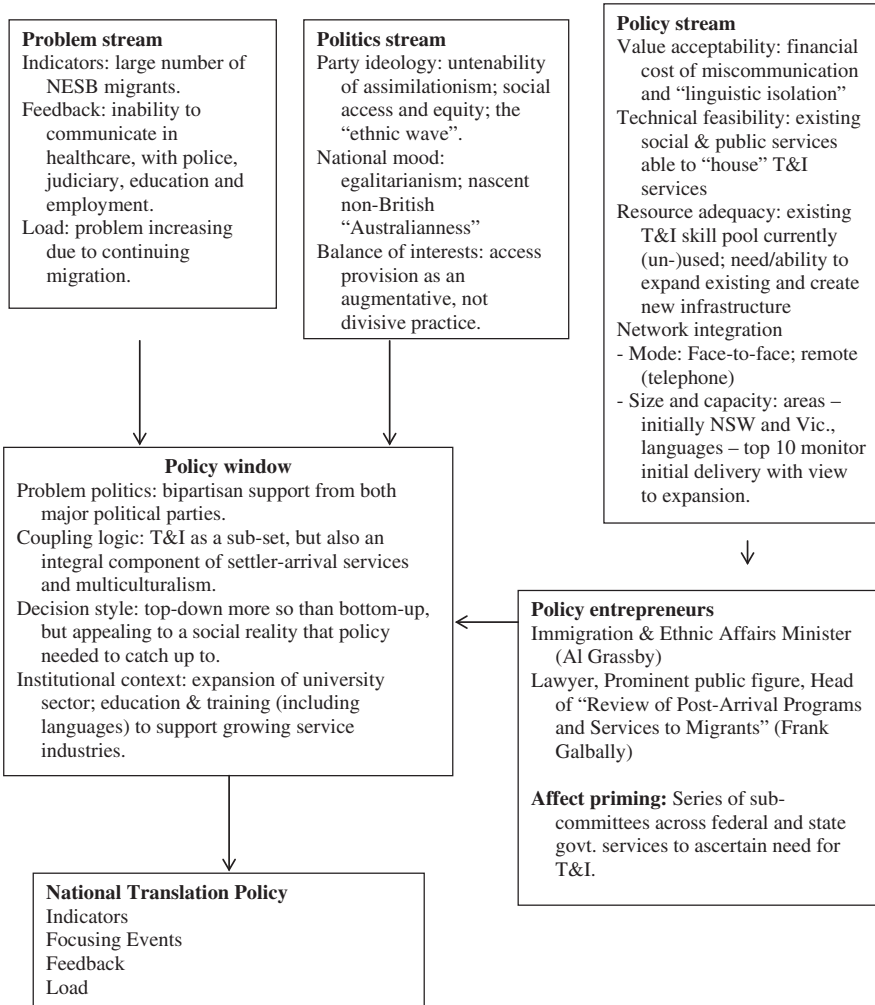 Problem stream
Indicators: large number of
NESB migrants.
Feedback: inability to
communicate in
healthcare, with police,
judiciary, education and
employment.
Load: problem increasing
due to continuing
migration.
Politics stream
Party ideology: untenability
of assimilationism; social
access and equity; the
“ethnic wave”.
National mood:
egalitarianism; nascent
non-British
“Australianness”
Balance of interests: access
provision as an
augmentative, not
divisive practice.
Policy stream
Value acceptability: financial
cost of miscommunication
and “linguistic isolation”
Technical feasibility: existing
social & public services
able to “house” T&I
services
Resource adequacy: existing
T&I skill pool currently
(un-)used; need/ability to
expand existing and create
new infrastructure
Network integration
- Mode: Face-to-face; remote
(telephone)
- Size and capacity: areas –
initially NSW and Vic.,
languages – top 10 monitor
initial delivery with view
to expansion.
Policy window
Problem politics: bipartisan support from both
major political parties.
Coupling logic: T&I as a sub-set, but also an
integral component of settler-arrival services
and multiculturalism.
Decision style: top-down more so than bottom-up,
but appealing to a social reality that policy
needed to catch up to.
Institutional context: expansion of university
sector; education & training (including
languages) to support growing service
industries.
Policy entrepreneurs
Immigration & Ethnic Affairs Minister
(Al Grassby)
Lawyer, Prominent public figure, Head
of “Review of Post-Arrival Programs
and Services to Migrants” (Frank
Galbally)
Affect priming: Series of sub-
committees across federal and state
govt. services to ascertain need for
T&I.
National Translation Policy
Indicators
Focusing Events
Feedback
Load